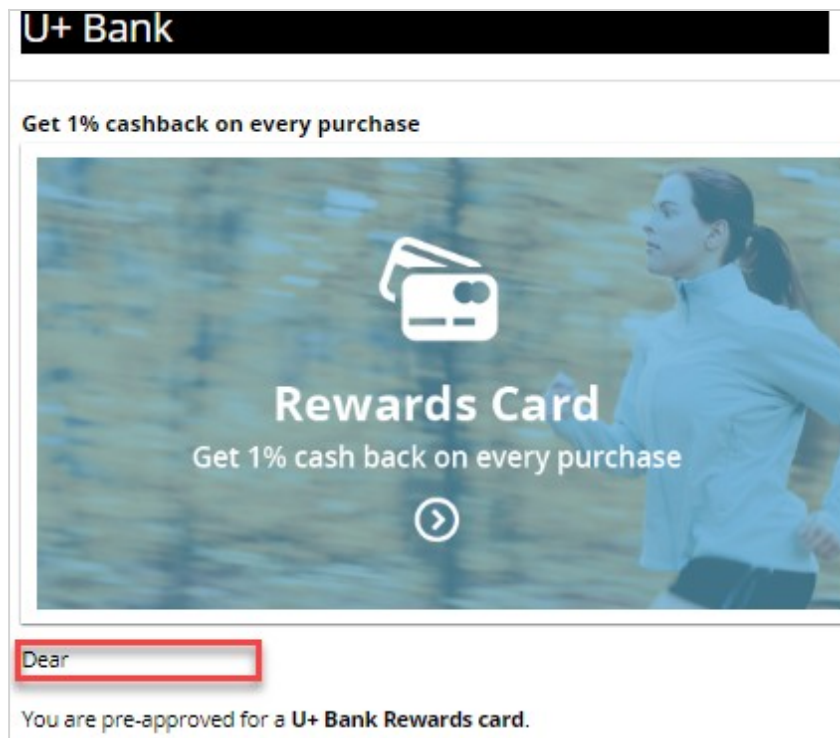 U+ Bank
Get 1% cashback on every purchase
Rewards Card
Get 1% cash back on every purchase
Dear
You are pre-approved for a U+ Bank Rewards card.